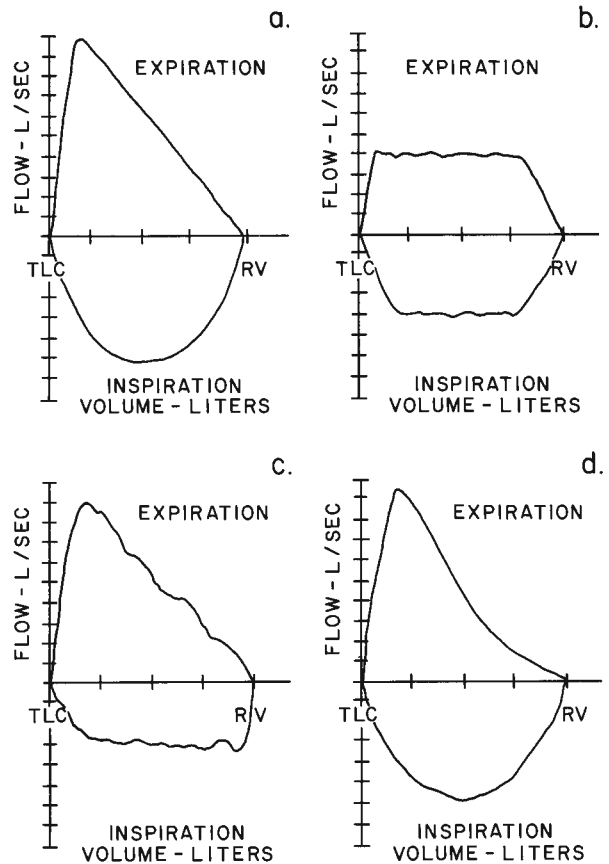 a.
FLOW - L / SEC
EXPIRATION
TLC
RV
INSPIRATION
VOLUME - LITERS
b.
FLOW - L / SEC
EXPIRATION
TLC
RV
INSPIRATION
VOLUME - LITERS
c.
FLOW - L / SEC
EXPIRATION
TLC
RV
INSPIRATION
VOLUME - LITERS
d.
FLOW - L / SEC
EXPIRATION
TLC
RV
INSPIRATION
VOLUME - LITERS